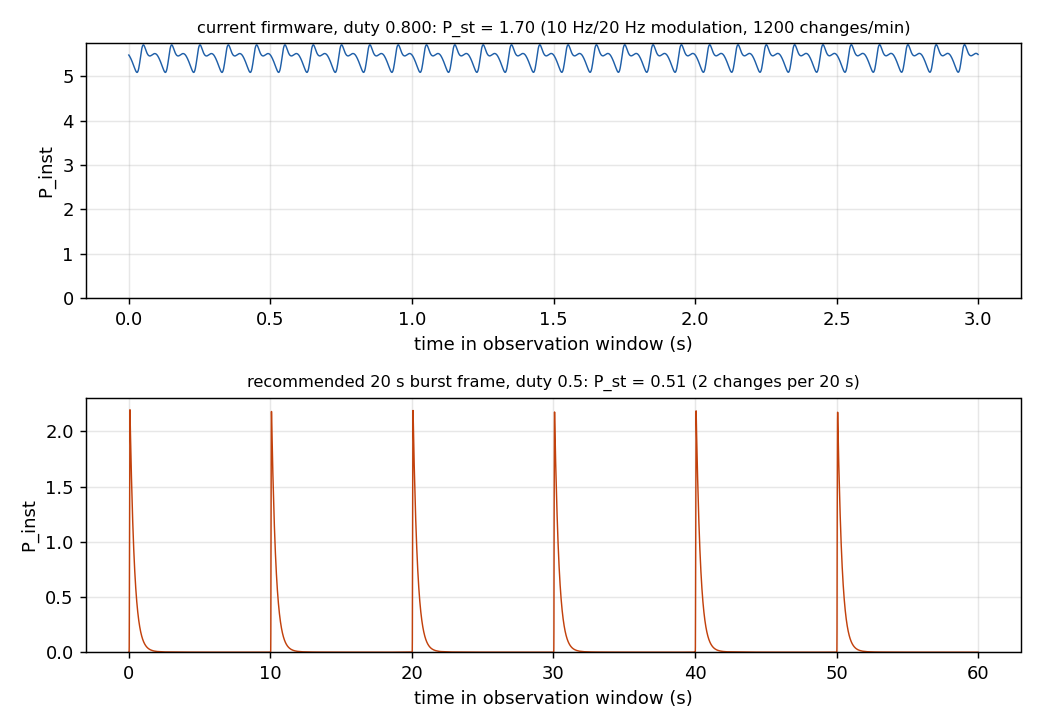 current firmware, duty 0.800: P_st = 1.70 (10 Hz/20 Hz modulation, 1200 changes/min)
5
4
3
2
1
0
P_inst
0.0 0.5 1.0 1.5 2.0 2.5 3.0
time in observation window (s)
recommended 20 s burst frame, duty 0.5: P_st = 0.51 (2 changes per 20 s)
2.0
1.5
1.0
0.5
0.0
P_inst
0 10 20 30 40 50 60
time in observation window (s)